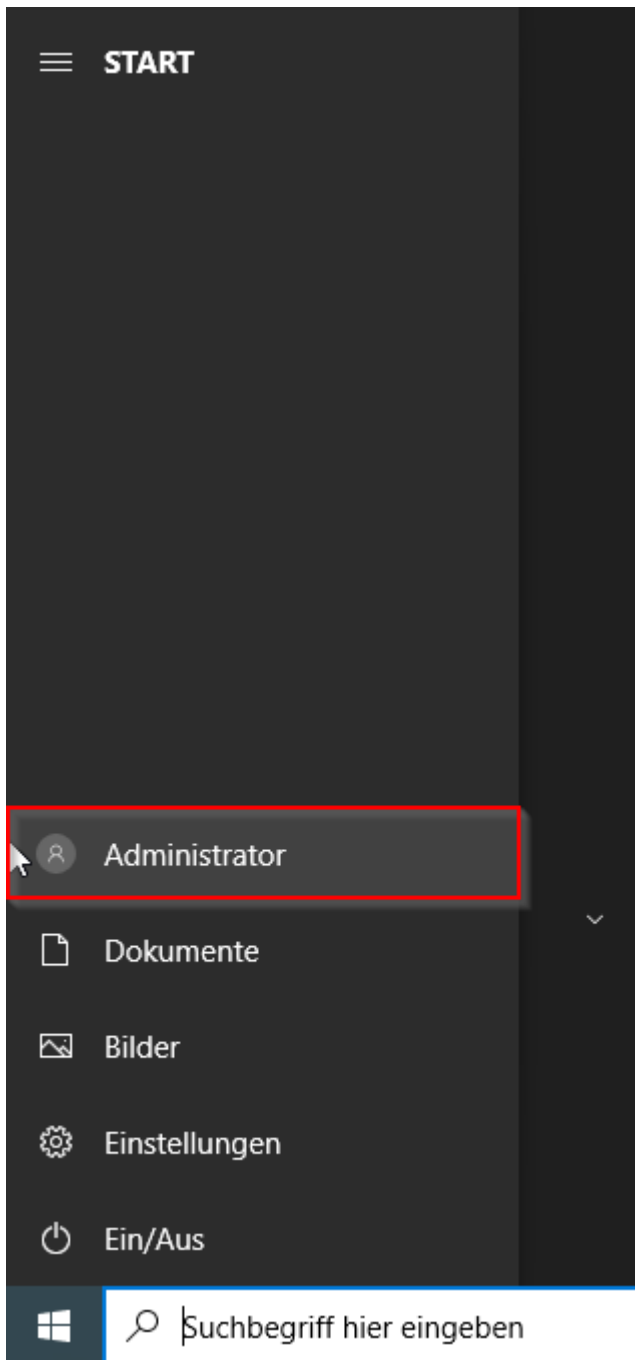 START
Administrator
Dokumente
Bilder
Einstellungen
Ein/Aus
Suchbegriff hier eingeben